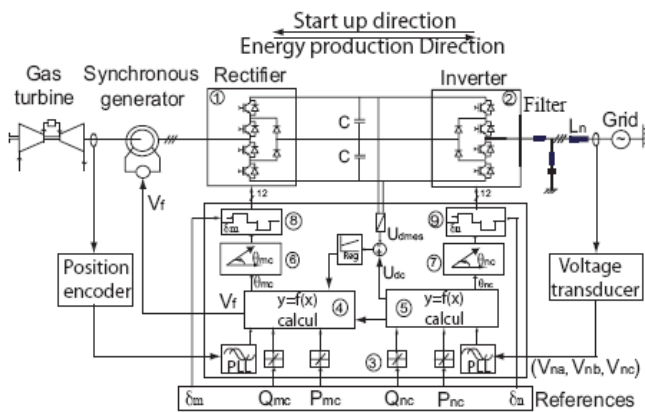 Start up direction
Energy production Direction
Gas turbine
Synchronous generator
Rectifier
Inverter
Filter
Grid
①
②
C
C
Ln
12
12
Vf
δm
⑧
⑨
δn
Udmes
θmc
⑥
Reg
⑦
θnc
Position encoder
Udc
Voltage transducer
θmc
θnc
Vf
y=f(x) calcul
④
⑤
y=f(x) calcul
PLL
③
PLL
(Vna, Vnb, Vnc)
δm
Qmc
Pmc
Qnc
Pnc
δn
References